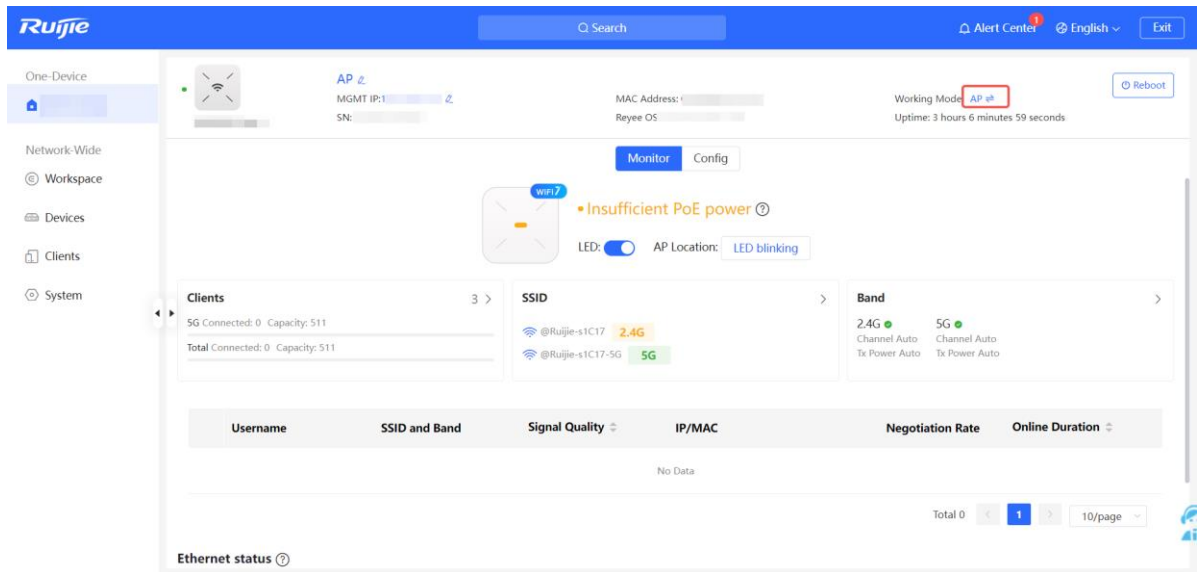 Ruijie
Search
Alert Center
1
English
Exit
One-Device
Network-Wide
Workspace
Devices
Clients
System
AP
MGMT IP:1
SN:
MAC Address:
Reyee OS
Working Mode: AP
Uptime: 3 hours 6 minutes 59 seconds
Reboot
Monitor Config
WIFI7
Insufficient PoE power
LED: AP Location: LED blinking
Clients 3
5G Connected: 0 Capacity: 511
Total Connected: 0 Capacity: 511
SSID
@Ruijie-s1C17 2.4G
@Ruijie-s1C17-5G 5G
Band
2.4G 5G
Channel Auto Channel Auto
Tx Power Auto Tx Power Auto
Username SSID and Band Signal Quality IP/MAC Negotiation Rate Online Duration
No Data
Total 0 1 10/page
Ethernet status